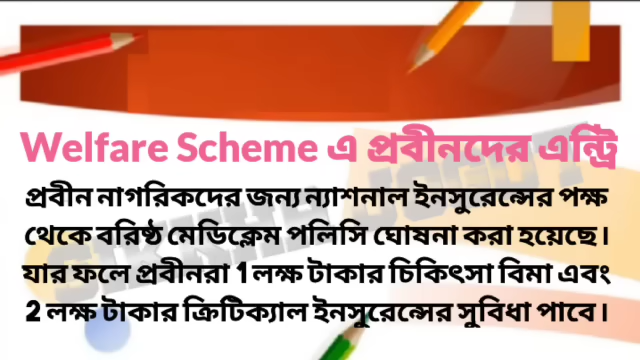 Welfare Scheme এ প্রবীনদের এন্ট্রি
প্রবীন নাগরিকদের জন্য ন্যাশনাল ইনসুরেন্সের পক্ষ
থেকে বরিষ্ঠ মেডিক্লেম পলিসি ঘোষনা করা হয়েছে।
যার ফলে প্রবীনরা 1 লক্ষ টাকার চিকিৎসা বিমা এবং
2 লক্ষ টাকার ক্রিটিক্যাল ইনসুরেন্সের সুবিধা পাবে।